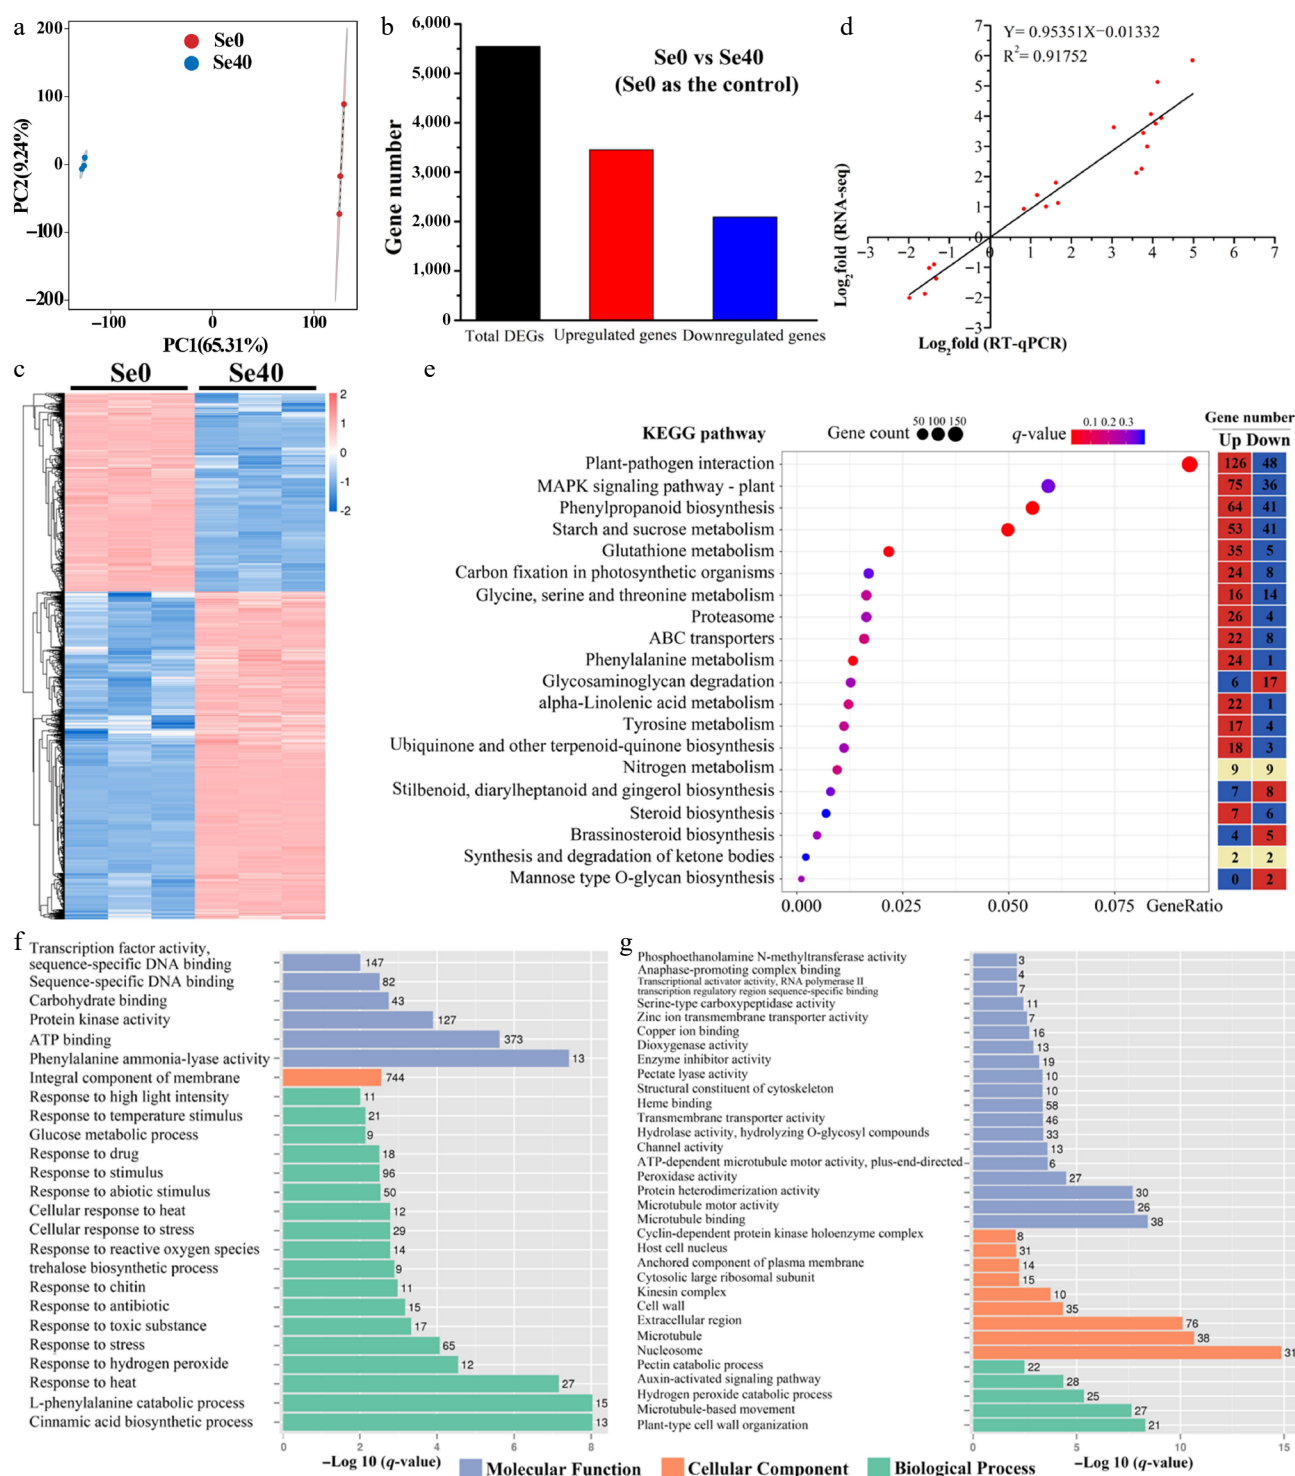 a
Se0
Se40
200
100
0
−100
−200
−100
0
100
PC2(9.24%)
PC1(65.31%)
b
6,000
5,000
4,000
3,000
2,000
1,000
0
Gene number
Se0 vs Se40
(Se0 as the control)
Total DEGs
Upregulated genes
Downregulated genes
d
Y= 0.95351X−0.01332
R²= 0.91752
7
6
5
4
3
2
1
0
−1
−2
−3
−3 −2 −1 0 1 2 3 4 5 6 7
Log₂fold (RNA-seq)
Log₂fold (RT-qPCR)
c
Se0
Se40
2
1
0
-1
-2
e
KEGG pathway
Gene count
50 100 150
q-value
0.1 0.2 0.3
Gene number
Up Down
Plant-pathogen interaction 126 48
MAPK signaling pathway - plant 75 36
Phenylpropanoid biosynthesis 64 41
Starch and sucrose metabolism 53 41
Glutathione metabolism 35 5
Carbon fixation in photosynthetic organisms 24 8
Glycine, serine and threonine metabolism 16 14
Proteasome 26 4
ABC transporters 22 8
Phenylalanine metabolism 24 1
Glycosaminoglycan degradation 6 17
alpha-Linolenic acid metabolism 22 1
Tyrosine metabolism 17 4
Ubiquinone and other terpenoid-quinone biosynthesis 18 3
Nitrogen metabolism 9 9
Stilbenoid, diarylheptanoid and gingerol biosynthesis 7 8
Steroid biosynthesis 7 6
Brassinosteroid biosynthesis 4 5
Synthesis and degradation of ketone bodies 2 2
Mannose type O-glycan biosynthesis 0 2
0.000 0.025 0.050 0.075 GeneRatio
f
Transcription factor activity,
sequence-specific DNA binding 147
Sequence-specific DNA binding 82
Carbohydrate binding 43
Protein kinase activity 127
ATP binding 373
Phenylalanine ammonia-lyase activity 13
Integral component of membrane 744
Response to high light intensity 11
Response to temperature stimulus 21
Glucose metabolic process 9
Response to drug 18
Response to stimulus 96
Response to abiotic stimulus 50
Cellular response to heat 12
Cellular response to stress 29
Response to reactive oxygen species 14
trehalose biosynthetic process 9
Response to chitin 11
Response to antibiotic 15
Response to toxic substance 17
Response to stress 65
Response to hydrogen peroxide 12
Response to heat 27
L-phenylalanine catabolic process 15
Cinnamic acid biosynthetic process 13
0 2 4 6 8
−Log 10 (q-value)
g
Phosphoethanolamine N-methyltransferase activity 3
Anaphase-promoting complex binding 4
Transcriptional activator activity, RNA polymerase II
transcription regulatory region sequence-specific binding 7
Serine-type carboxypeptidase activity 11
Zinc ion transmembrane transporter activity 7
Copper ion binding 16
Dioxygenase activity 13
Enzyme inhibitor activity 19
Pectate lyase activity 10
Structural constituent of cytoskeleton 10
Heme binding 58
Transmembrane transporter activity 46
Hydrolase activity, hydrolyzing O-glycosyl compounds 33
Channel activity 13
ATP-dependent microtubule motor activity, plus-end-directed 6
Peroxidase activity 27
Protein heterodimerization activity 30
Microtubule motor activity 26
Microtubule binding 38
Cyclin-dependent protein kinase holoenzyme complex 8
Host cell nucleus 31
Anchored component of plasma membrane 14
Cytosolic large ribosomal subunit 15
Kinesin complex 10
Cell wall 35
Extracellular region 76
Microtubule 38
Nucleosome 31
Pectin catabolic process 22
Auxin-activated signaling pathway 28
Hydrogen peroxide catabolic process 25
Microtubule-based movement 27
Plant-type cell wall organization 21
0 5 10 15
−Log 10 (q-value)
Molecular Function
Cellular Component
Biological Process